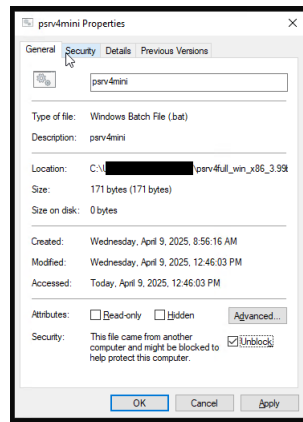 psrv4mini Properties
General Security Details Previous Versions
psrv4mini
Type of file: Windows Batch File (.bat)
Description: psrv4mini
Location: C:\ \psrv4full_win_x86_3.99t
Size: 171 bytes (171 bytes)
Size on disk: 0 bytes
Created: Wednesday, April 9, 2025, 8:56:16 AM
Modified: Wednesday, April 9, 2025, 12:46:03 PM
Accessed: Today, April 9, 2025, 12:46:03 PM
Attributes: Read-only Hidden Advanced...
Security: This file came from another
computer and might be blocked to Unblock
help protect this computer.
OK Cancel Apply